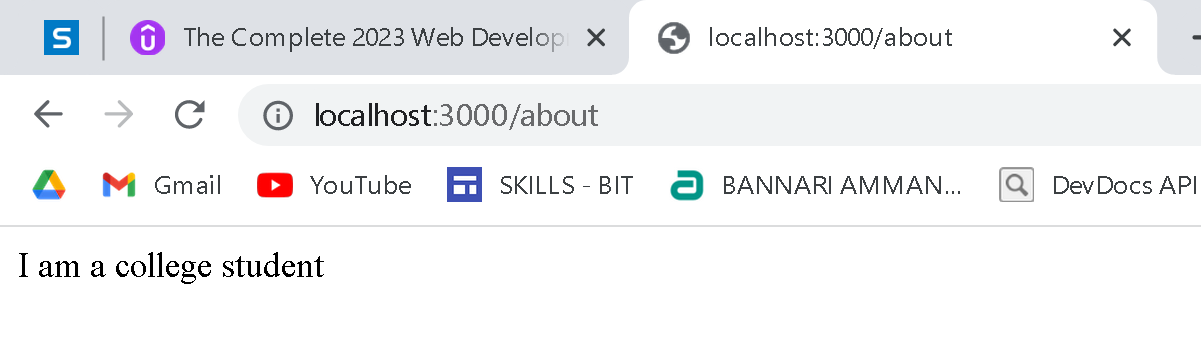 S The Complete 2023 Web Develop localhost:3000/about
localhost:3000/about
Gmail YouTube SKILLS - BIT BANNARI AMMAN... DevDocs API
I am a college student